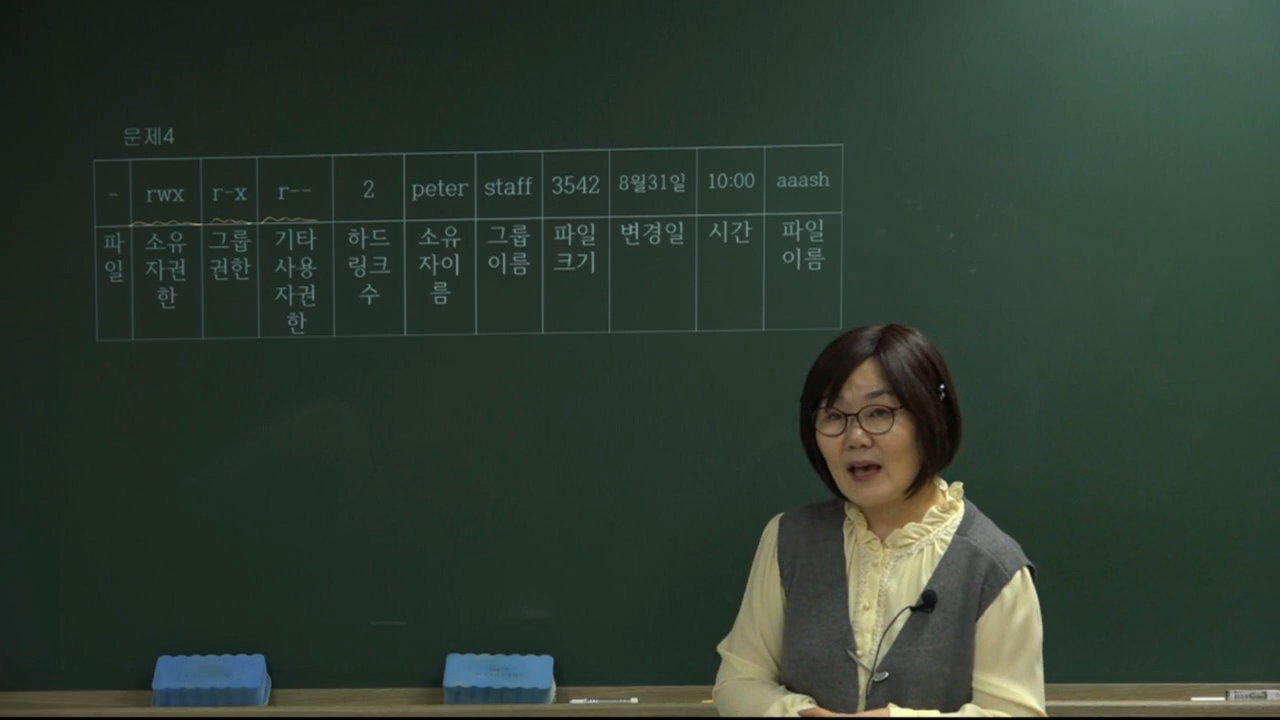 문제4
- rwx r-x r-- 2 peter staff 3542 8월31일 10:00 aaash
파일 소유자권한 그룹권한 기타사용자권한 하드링크수 소유자이름 그룹이름 파일크기 변경일 시간 파일이름